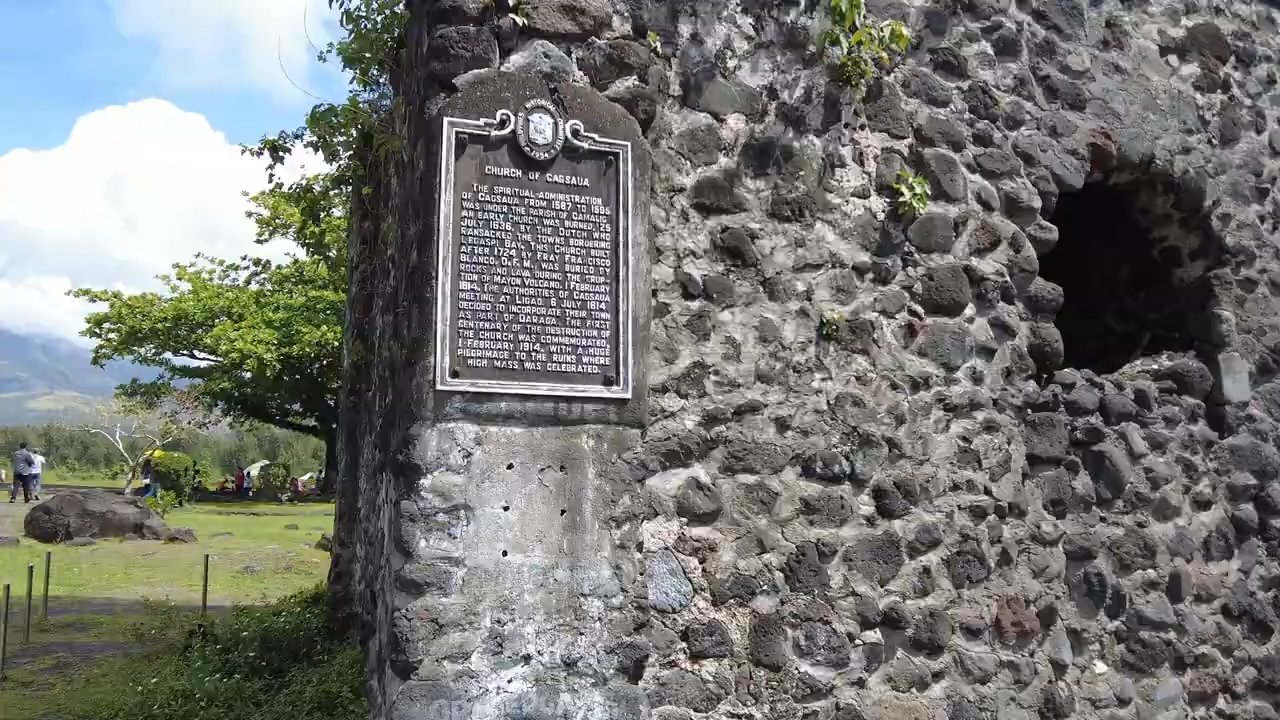 1934
CHURCH OF CAGSAUA
THE SPIRITUAL ADMINISTRATION
OF CAGSAUA FROM 1587 TO 1595
WAS UNDER THE PARISH OF CAMALIG.
AN EARLY CHURCH WAS BURNED, 25
JULY 1636, BY THE DUTCH WHO
RANSACKED THE TOWNS BORDERING
LEGASPI BAY. THIS CHURCH BUILT
AFTER 1724 BY FRAY FRANCISCO
BLANCO, O.F.M., WAS BURIED BY
ROCKS AND LAVA DURING THE ERUP-
TION OF MAYON VOLCANO, 1 FEBRUARY
1814. THE AUTHORITIES OF CAGSAUA
MEETING AT LIGAO, 8 JULY 1814,
DECIDED TO INCORPORATE THEIR TOWN
AS PART OF DARAGA. THE FIRST
CENTENARY OF THE DESTRUCTION OF
THE CHURCH WAS COMMEMORATED,
1 FEBRUARY 1914, WITH A HUGE
PILGRIMAGE TO THE RUINS WHERE
HIGH MASS WAS CELEBRATED.